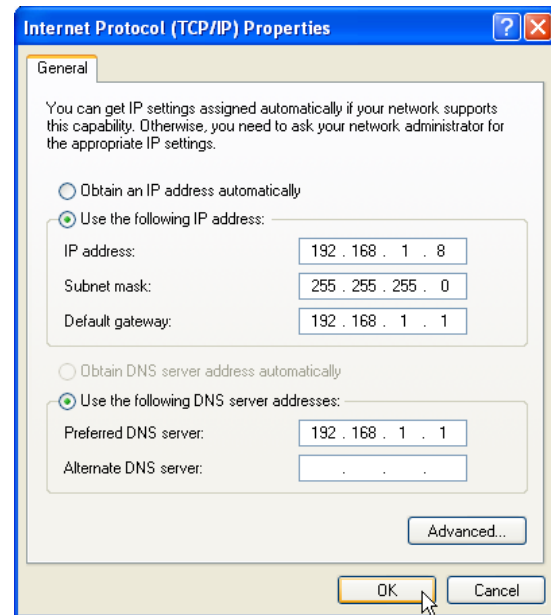 Internet Protocol (TCP/IP) Properties
General
You can get IP settings assigned automatically if your network supports
this capability. Otherwise, you need to ask your network administrator for
the appropriate IP settings.
Obtain an IP address automatically
Use the following IP address:
IP address: 192 . 168 . 1 . 8
Subnet mask: 255 . 255 . 255 . 0
Default gateway: 192 . 168 . 1 . 1
Obtain DNS server address automatically
Use the following DNS server addresses:
Preferred DNS server: 192 . 168 . 1 . 1
Alternate DNS server: . . .
Advanced...
OK Cancel